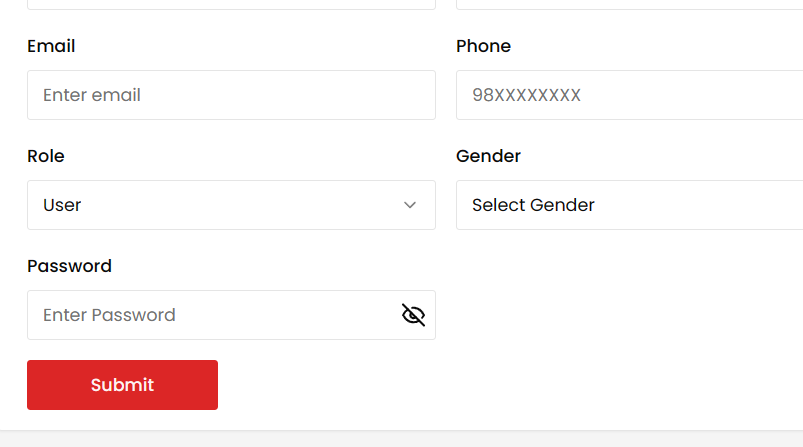 Email
Phone
Enter email
98XXXXXXXX
Role
Gender
User
Select Gender
Password
Enter Password
Submit